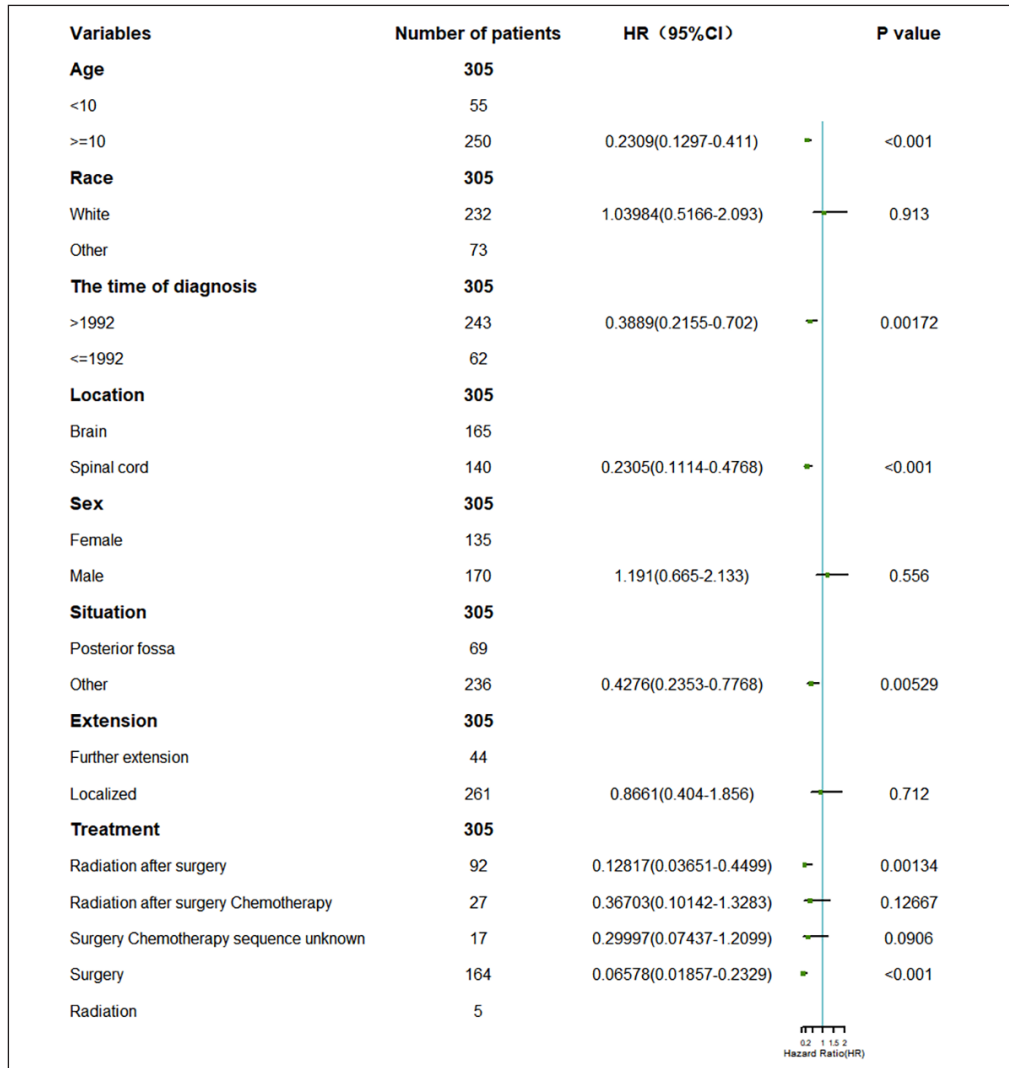 Variables Number of patients HR（95%CI） P value
Age 305
<10 55
>=10 250 0.2309(0.1297-0.411) <0.001
Race 305
White 232 1.03984(0.5166-2.093) 0.913
Other 73
The time of diagnosis 305
>1992 243 0.3889(0.2155-0.702) 0.00172
<=1992 62
Location 305
Brain 165
Spinal cord 140 0.2305(0.1114-0.4768) <0.001
Sex 305
Female 135
Male 170 1.191(0.665-2.133) 0.556
Situation 305
Posterior fossa 69
Other 236 0.4276(0.2353-0.7768) 0.00529
Extension 305
Further extension 44
Localized 261 0.8661(0.404-1.856) 0.712
Treatment 305
Radiation after surgery 92 0.12817(0.03651-0.4499) 0.00134
Radiation after surgery Chemotherapy 27 0.36703(0.10142-1.3283) 0.12667
Surgery Chemotherapy sequence unknown 17 0.29997(0.07437-1.2099) 0.0906
Surgery 164 0.06578(0.01857-0.2329) <0.001
Radiation 5
0.2 1 1.5 2
Hazard Ratio(HR)